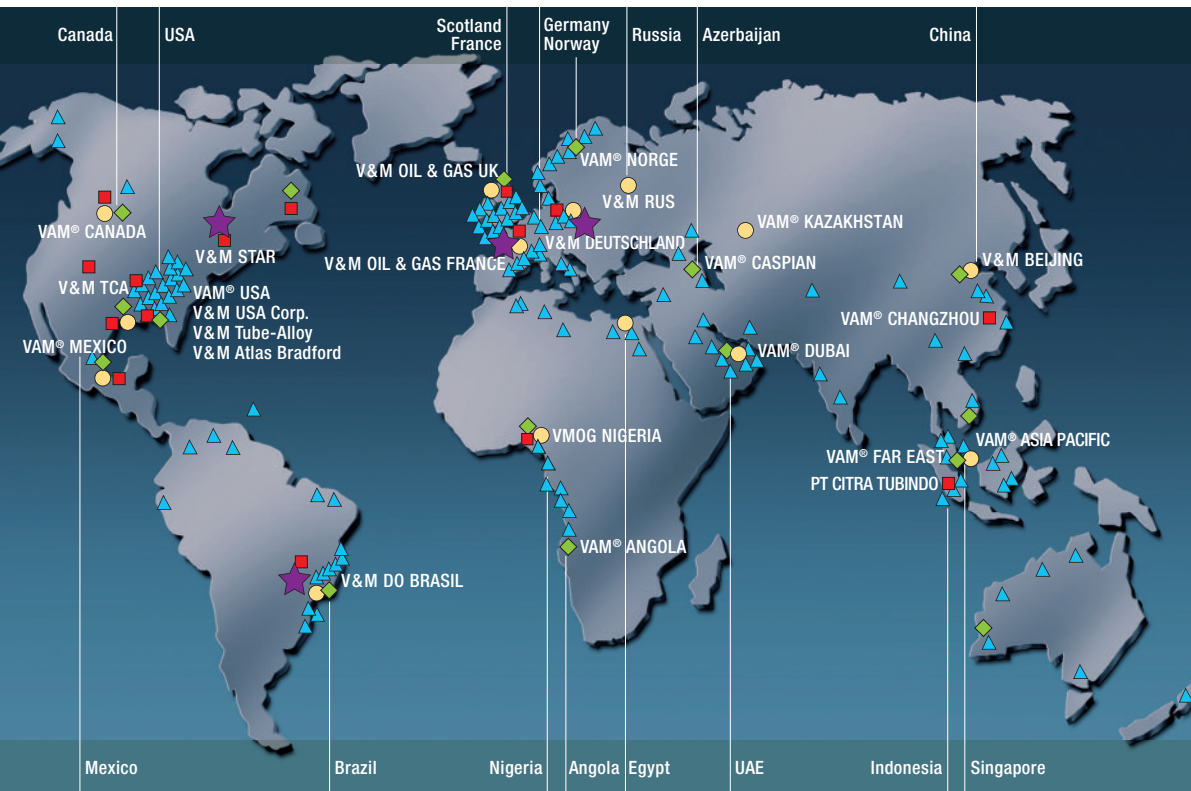 Canada
USA
Scotland
France
Germany
Norway
Russia
Azerbaijan
China
V&M OIL & GAS UK
VAM® NORGE
V&M RUS
VAM® CANADA
VAM® KAZAKHSTAN
V&M STAR
V&M DEUTSCHLAND
V&M OIL & GAS FRANCE
VAM® CASPIAN
V&M BEIJING
V&M TCA
VAM® USA
V&M USA Corp.
V&M Tube-Alloy
V&M Atlas Bradford
VAM® CHANGZHOU
VAM® MEXICO
VAM® DUBAI
VMOG NIGERIA
VAM® ASIA PACIFIC
VAM® FAR EAST
PT CITRA TUBINDO
VAM® ANGOLA
V&M DO BRASIL
Mexico
Brazil
Nigeria
Angola
Egypt
UAE
Indonesia
Singapore